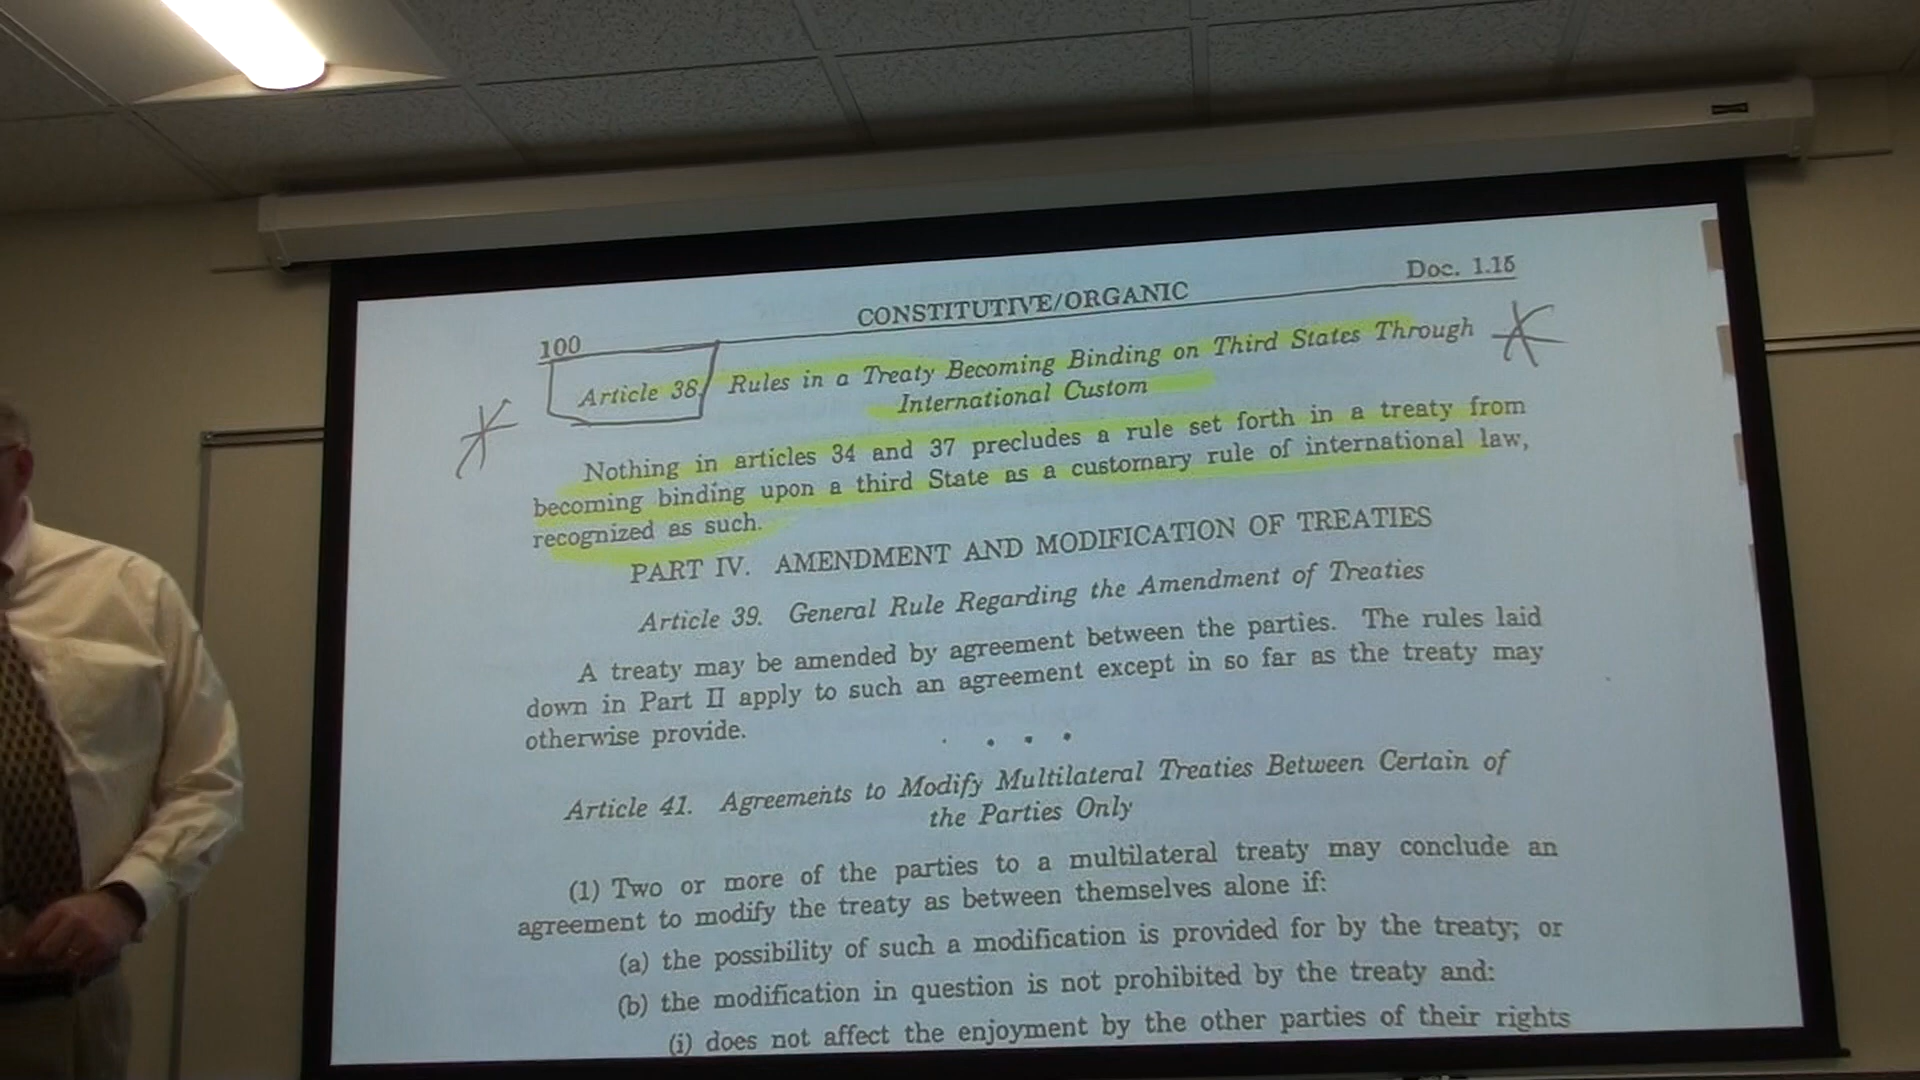 Doc. 1.15
CONSTITUTIVE/ORGANIC
100
Article 38. Rules in a Treaty Becoming Binding on Third States Through
International Custom
Nothing in articles 34 and 37 precludes a rule set forth in a treaty from
becoming binding upon a third State as a customary rule of international law,
recognized as such.
PART IV. AMENDMENT AND MODIFICATION OF TREATIES
Article 39. General Rule Regarding the Amendment of Treaties
A treaty may be amended by agreement between the parties. The rules laid
down in Part II apply to such an agreement except in so far as the treaty may
otherwise provide.
. . . .
Article 41. Agreements to Modify Multilateral Treaties Between Certain of
the Parties Only
(1) Two or more of the parties to a multilateral treaty may conclude an
agreement to modify the treaty as between themselves alone if:
(a) the possibility of such a modification is provided for by the treaty; or
(b) the modification in question is not prohibited by the treaty and:
(i) does not affect the enjoyment by the other parties of their rights